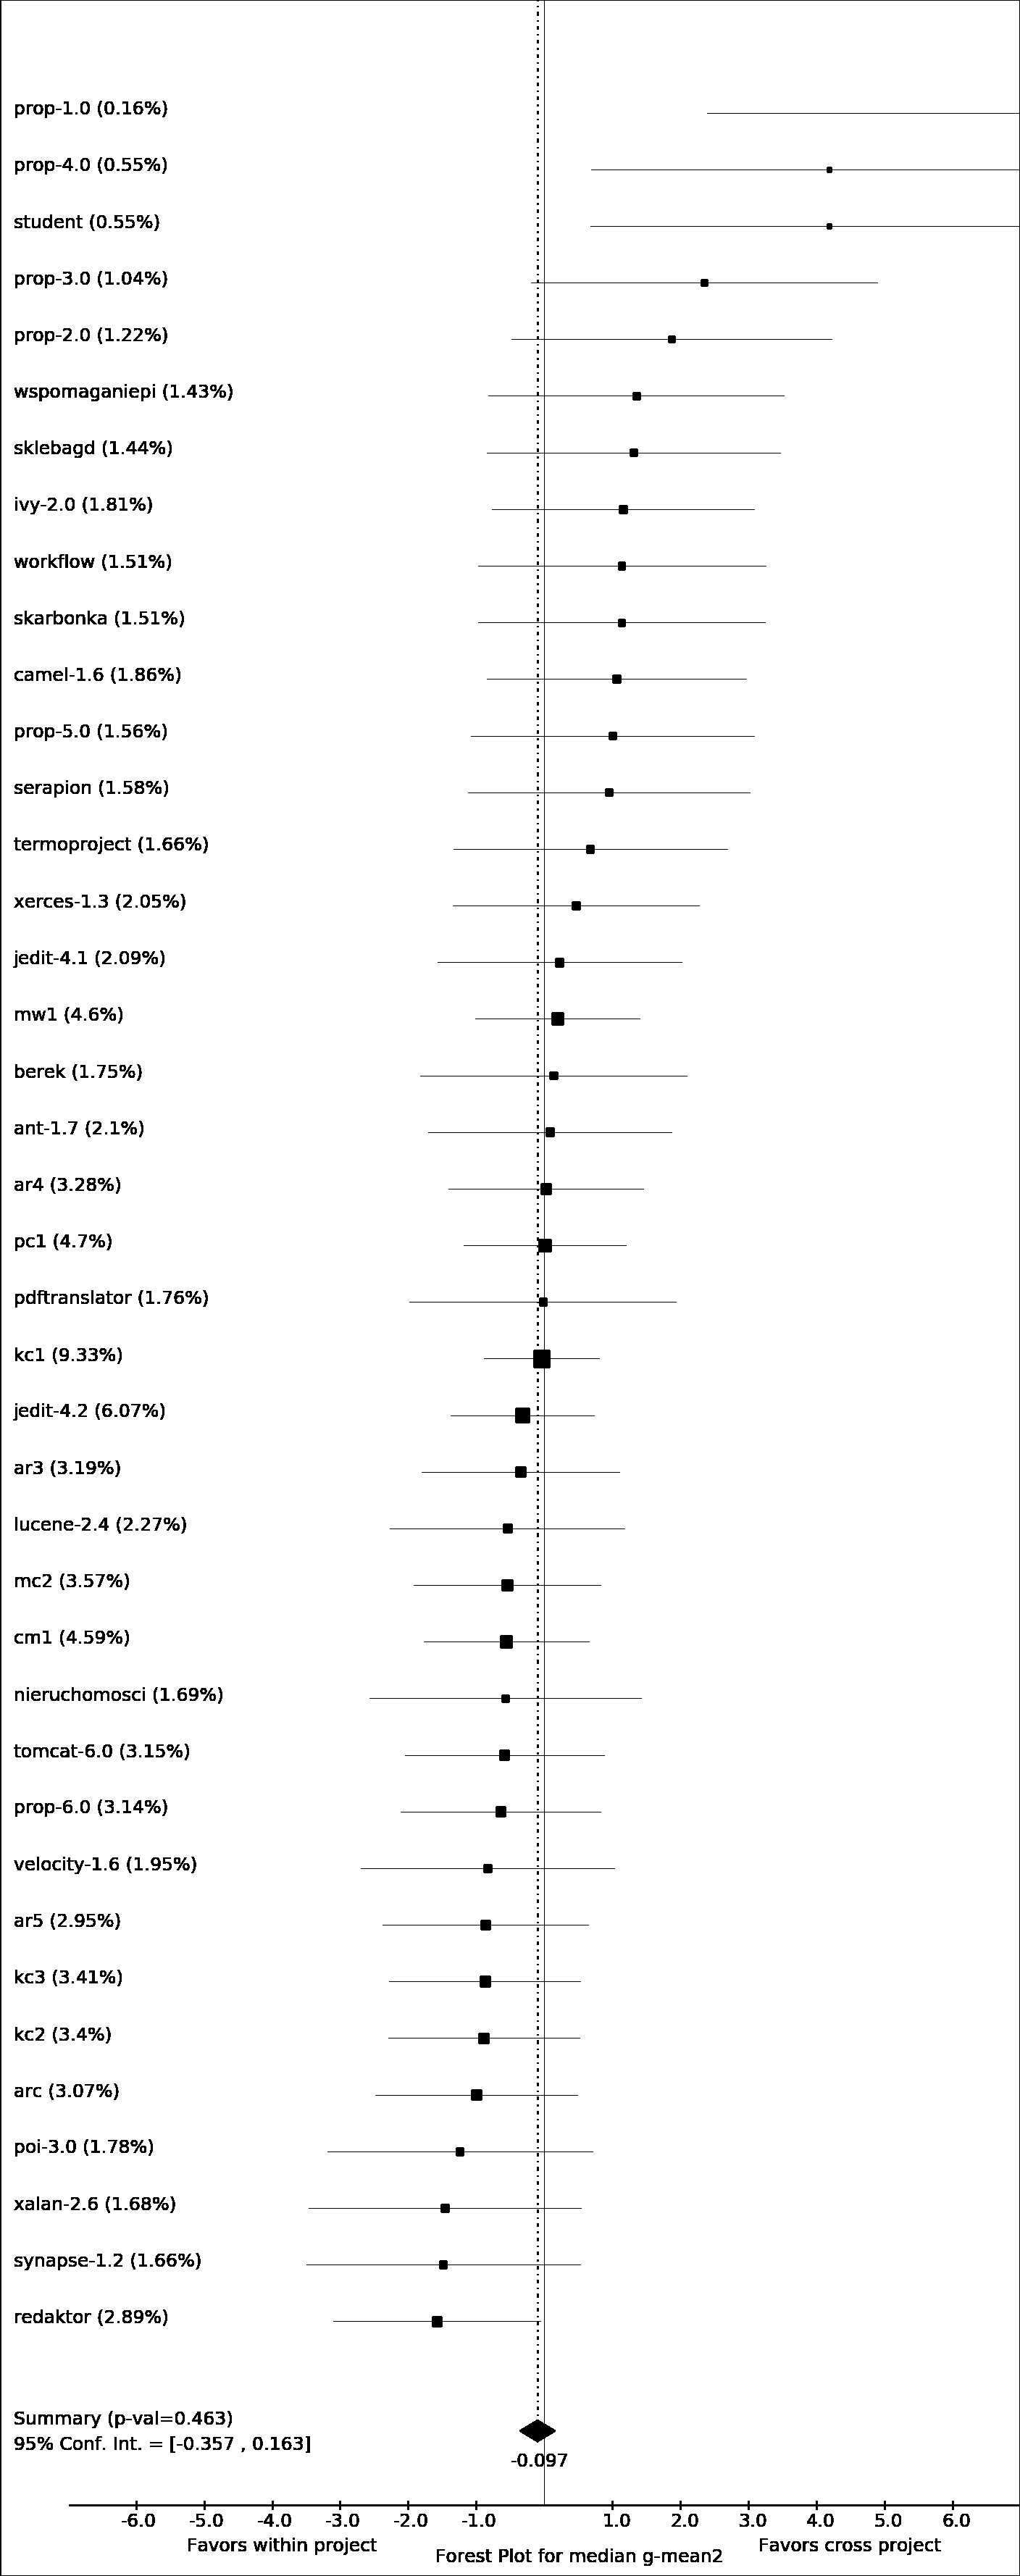 prop-1.0 (0.16%)
prop-4.0 (0.55%)
student (0.55%)
prop-3.0 (1.04%)
prop-2.0 (1.22%)
wspomaganiepi (1.43%)
sklebagd (1.44%)
ivy-2.0 (1.81%)
workflow (1.51%)
skarbonka (1.51%)
camel-1.6 (1.86%)
prop-5.0 (1.56%)
serapion (1.58%)
termoproject (1.66%)
xerces-1.3 (2.05%)
jedit-4.1 (2.09%)
mw1 (4.6%)
berek (1.75%)
ant-1.7 (2.1%)
ar4 (3.28%)
pc1 (4.7%)
pdftranslator (1.76%)
kc1 (9.33%)
jedit-4.2 (6.07%)
ar3 (3.19%)
lucene-2.4 (2.27%)
mc2 (3.57%)
cm1 (4.59%)
nieruchomosci (1.69%)
tomcat-6.0 (3.15%)
prop-6.0 (3.14%)
velocity-1.6 (1.95%)
ar5 (2.95%)
kc3 (3.41%)
kc2 (3.4%)
arc (3.07%)
poi-3.0 (1.78%)
xalan-2.6 (1.68%)
synapse-1.2 (1.66%)
redaktor (2.89%)
Summary (p-val=0.463)
95% Conf. Int. = [-0.357 , 0.163]
-0.097
-6.0 -5.0 -4.0 -3.0 -2.0 -1.0 1.0 2.0 3.0 4.0 5.0 6.0
Favors within project Favors cross project
Forest Plot for median g-mean2